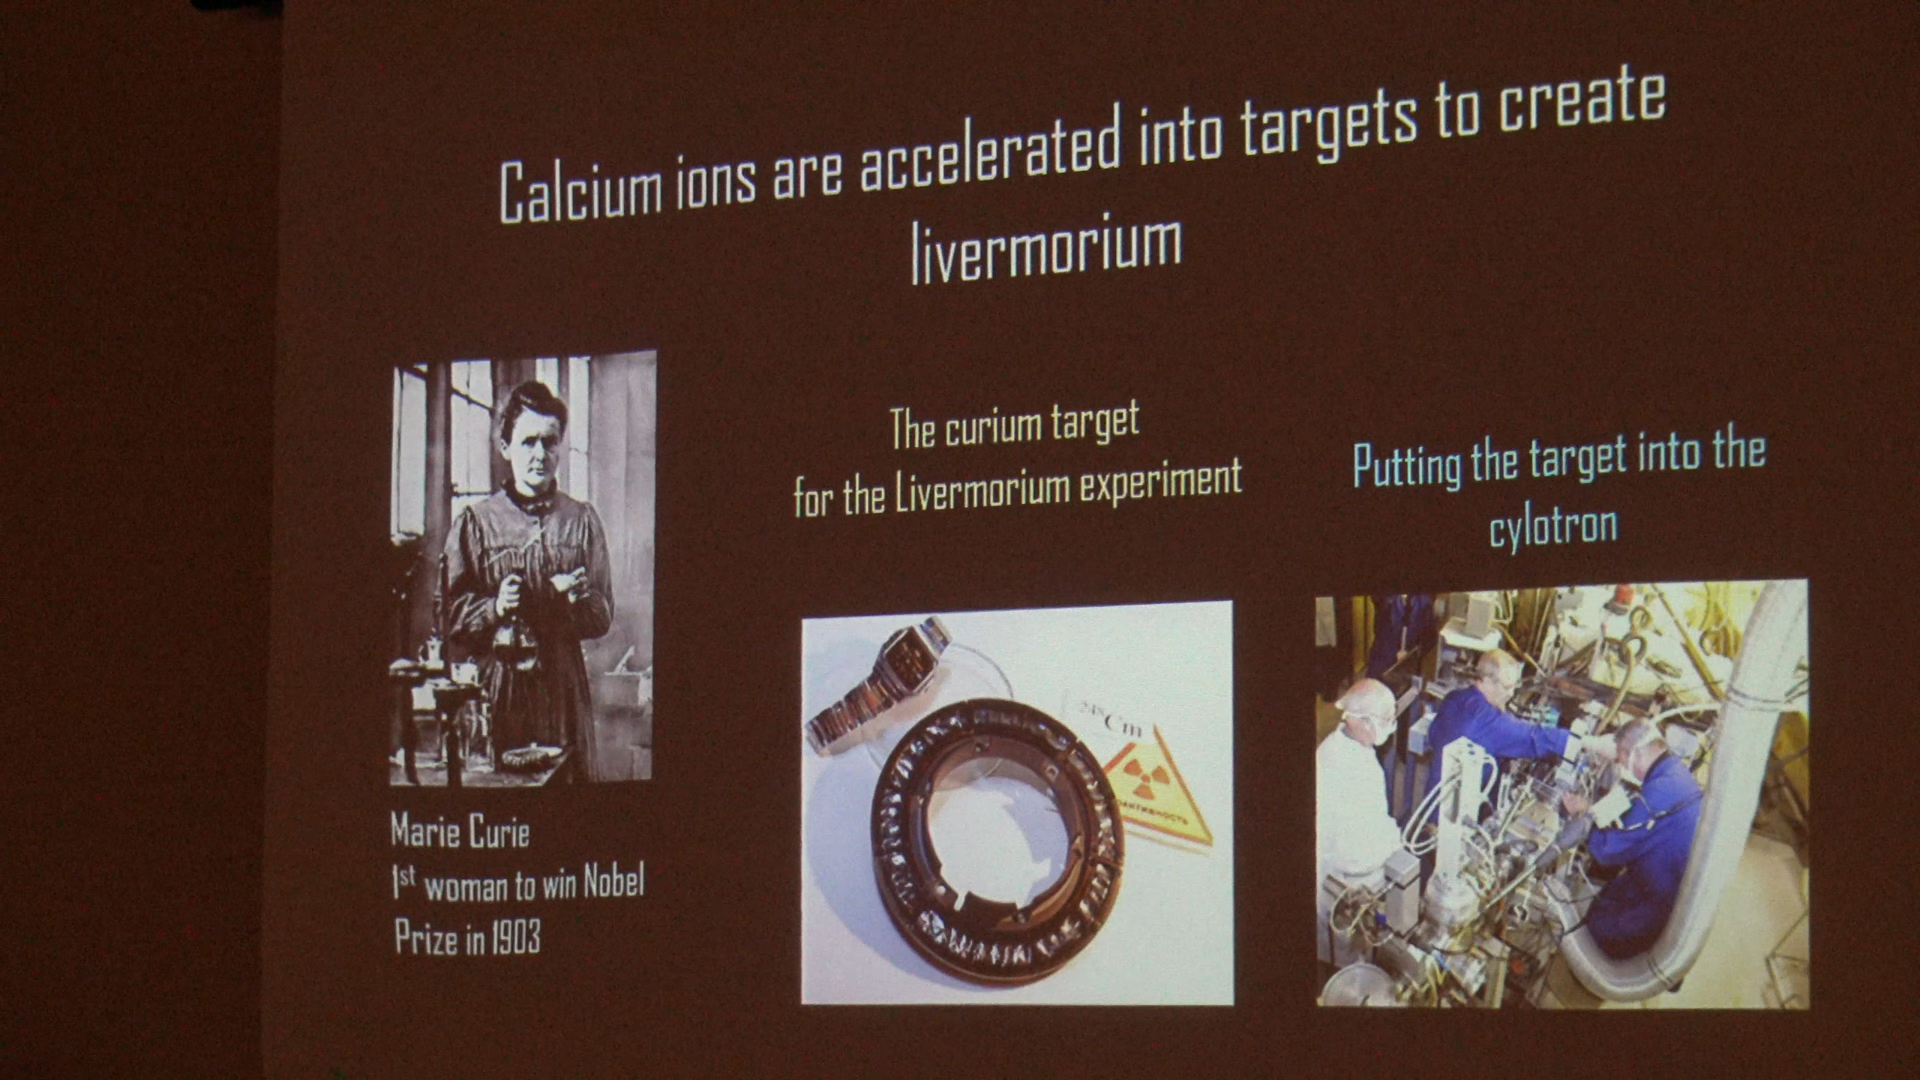 Calcium ions are accelerated into targets to create
livermorium
The curium target
for the Livermorium experiment
Putting the target into the
cylotron
²⁴⁸Cm
Marie Curie
1st woman to win Nobel
Prize in 1903